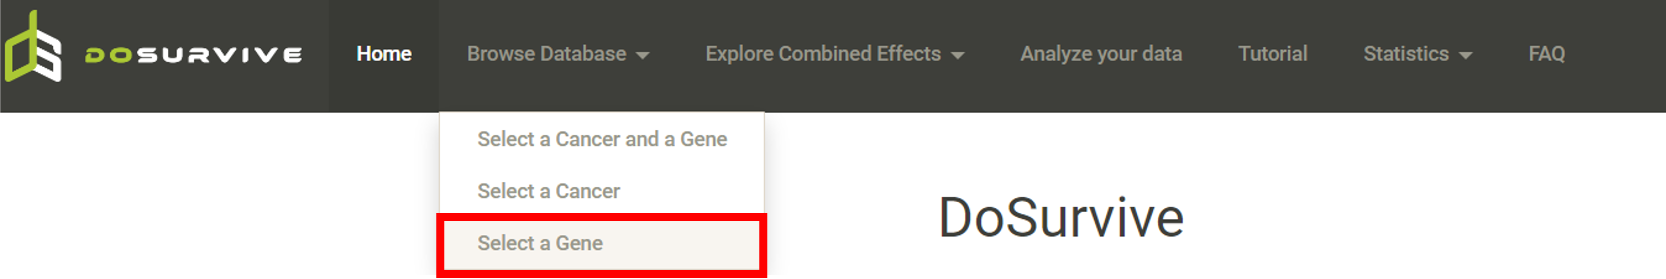 DOSURVIVE Home Browse Database Explore Combined Effects Analyze your data Tutorial Statistics FAQ
Select a Cancer and a Gene
Select a Cancer
DoSurvive
Select a Gene